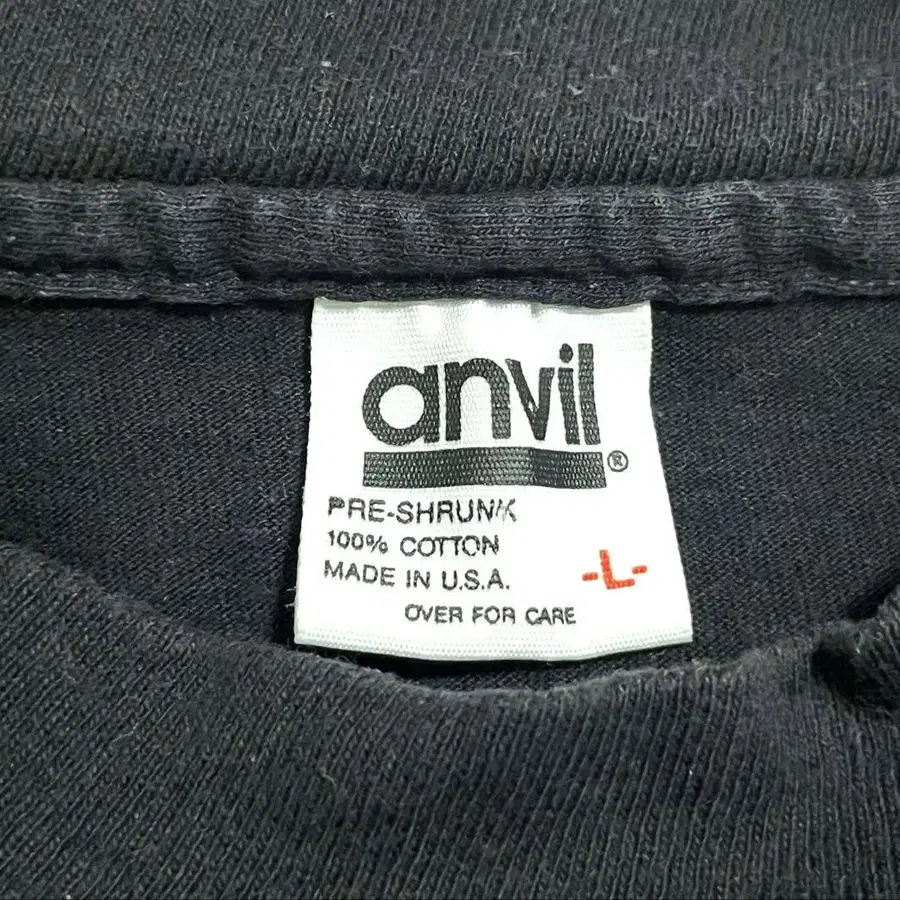 anvil®
PRE-SHRUNK
100% COTTON
MADE IN U.S.A.
-L-
OVER FOR CARE